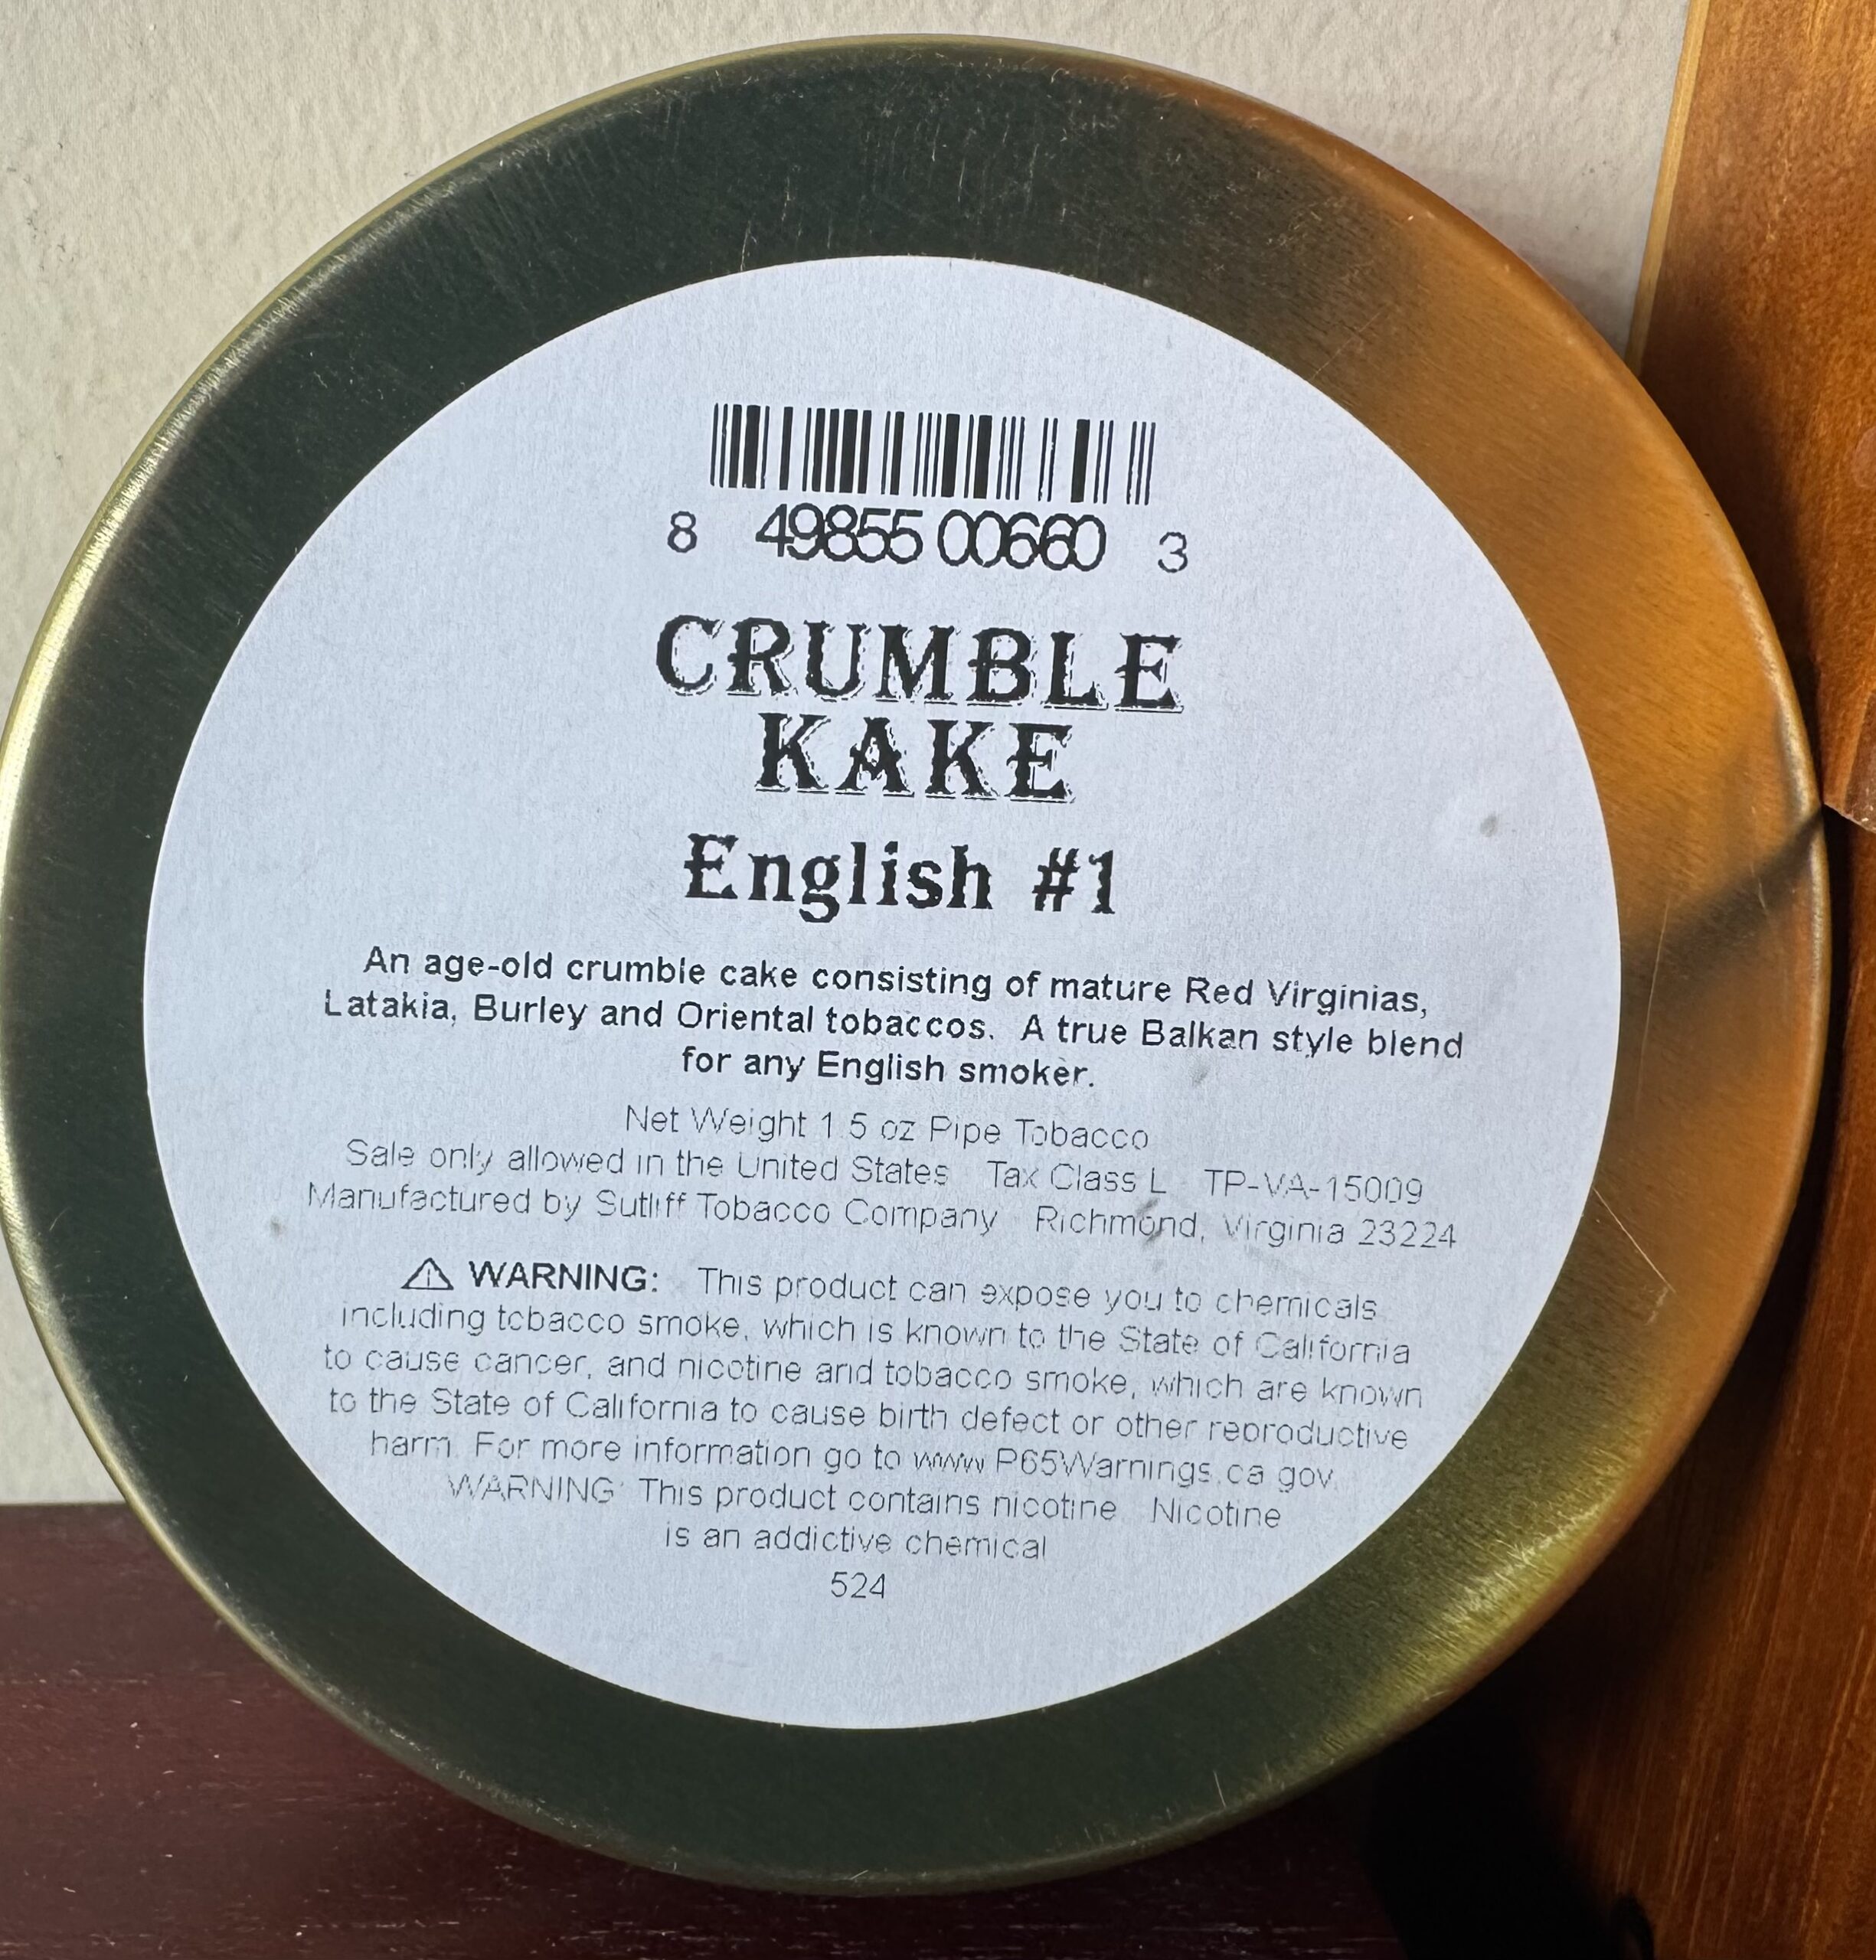 8 49855 00660 3
CRUMBLE
KAKE
English #1
An age-old crumble cake consisting of mature Red Virginias,
Latakia, Burley and Oriental tobaccos. A true Balkan style blend
for any English smoker.
Net Weight 1.5 oz Pipe Tobacco
Sale only allowed in the United States Tax Class L TP-VA-15009
Manufactured by Sutliff Tobacco Company Richmond, Virginia 23224
⚠ WARNING: This product can expose you to chemicals
including tobacco smoke, which is known to the State of California
to cause cancer, and nicotine and tobacco smoke, which are known
to the State of California to cause birth defect or other reproductive
harm. For more information go to www.P65Warnings.ca.gov.
WARNING: This product contains nicotine. Nicotine
is an addictive chemical
524